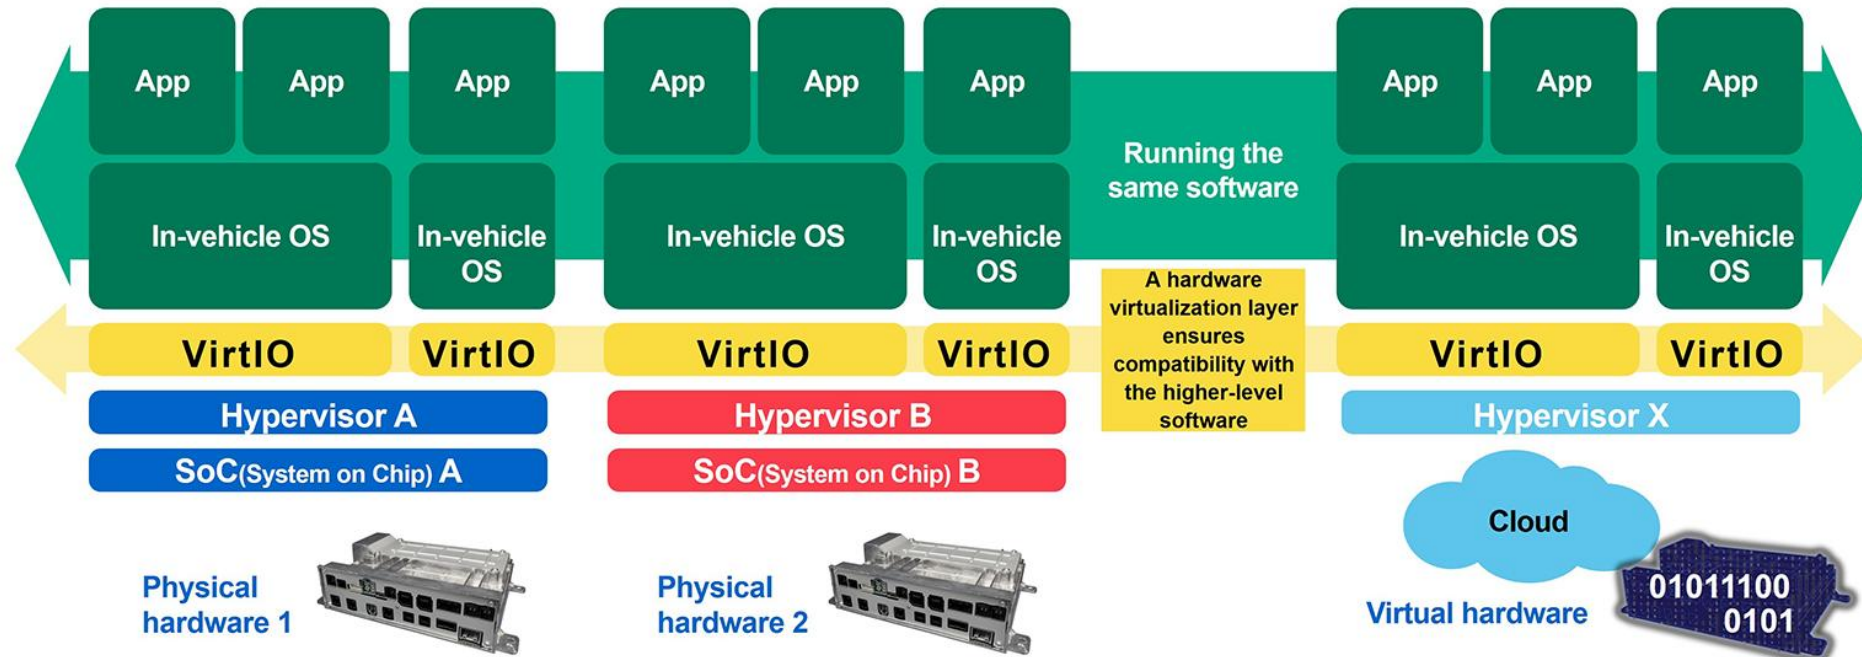 App
App
App
App
App
App
App
App
App
Running the
same software
In-vehicle OS
In-vehicle
OS
In-vehicle OS
In-vehicle
OS
In-vehicle OS
In-vehicle
OS
A hardware
virtualization layer
ensures
compatibility with
the higher-level
software
VirtIO
VirtIO
VirtIO
VirtIO
VirtIO
VirtIO
Hypervisor A
Hypervisor B
Hypervisor X
SoC(System on Chip) A
SoC(System on Chip) B
Cloud
Physical
hardware 1
Physical
hardware 2
Virtual hardware
01011100
0101